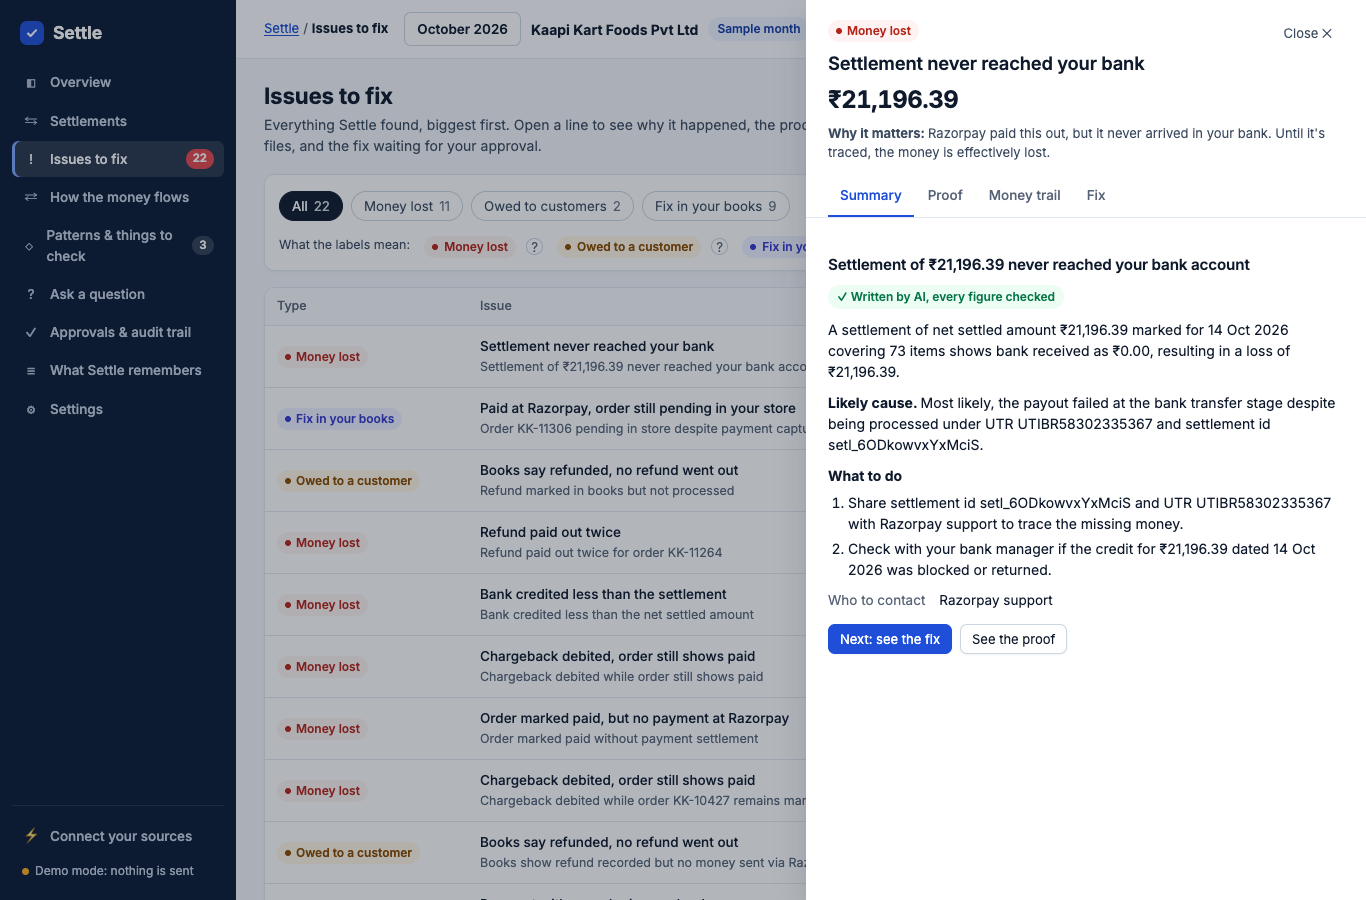 Settle
Overview
Settlements
! Issues to fix 22
How the money flows
Patterns & things to
check
3
? Ask a question
Approvals & audit trail
What Settle remembers
Settings
Connect your sources
Demo mode: nothing is sent
Settle / Issues to fix
October 2026
Kaapi Kart Foods Pvt Ltd
Sample month
Issues to fix
Everything Settle found, biggest first. Open a line to see why it happened, the
files, and the fix waiting for your approval.
All 22
Money lost 11
Owed to customers 2
Fix in your books 9
What the labels mean:
Money lost ?
Owed to a customer ?
Fix in
Type Issue
Money lost
Settlement never reached your bank
Settlement of ₹21,196.39 never reached your bank
Fix in your books
Paid at Razorpay, order still pending in your store
Order KK-11306 pending in store despite payment
Owed to a customer
Books say refunded, no refund went out
Refund marked in books but not processed
Money lost
Refund paid out twice
Refund paid out twice for order KK-11264
Money lost
Bank credited less than the settlement
Bank credited less than the net settled amount
Money lost
Chargeback debited, order still shows paid
Chargeback debited while order still shows paid
Money lost
Order marked paid, but no payment at Razorpay
Order marked paid without payment settlement
Money lost
Chargeback debited, order still shows paid
Chargeback debited while order KK-10427 remains
Owed to a customer
Books say refunded, no refund went out
Books show refund recorded but no money sent via
Money lost
Close ×
Settlement never reached your bank
₹21,196.39
Why it matters: Razorpay paid this out, but it never arrived in your bank. Until it's
traced, the money is effectively lost.
Summary Proof Money trail Fix
Settlement of ₹21,196.39 never reached your bank account
✓ Written by AI, every figure checked
A settlement of net settled amount ₹21,196.39 marked for 14 Oct 2026
covering 73 items shows bank received as ₹0.00, resulting in a loss of
₹21,196.39.
Likely cause. Most likely, the payout failed at the bank transfer stage despite
being processed under UTR UTIBR58302335367 and settlement id
setl_6ODkowvxYxMciS.
What to do
1. Share settlement id setl_6ODkowvxYxMciS and UTR UTIBR58302335367
with Razorpay support to trace the missing money.
2. Check with your bank manager if the credit for ₹21,196.39 dated 14 Oct
2026 was blocked or returned.
Who to contact Razorpay support
Next: see the fix
See the proof